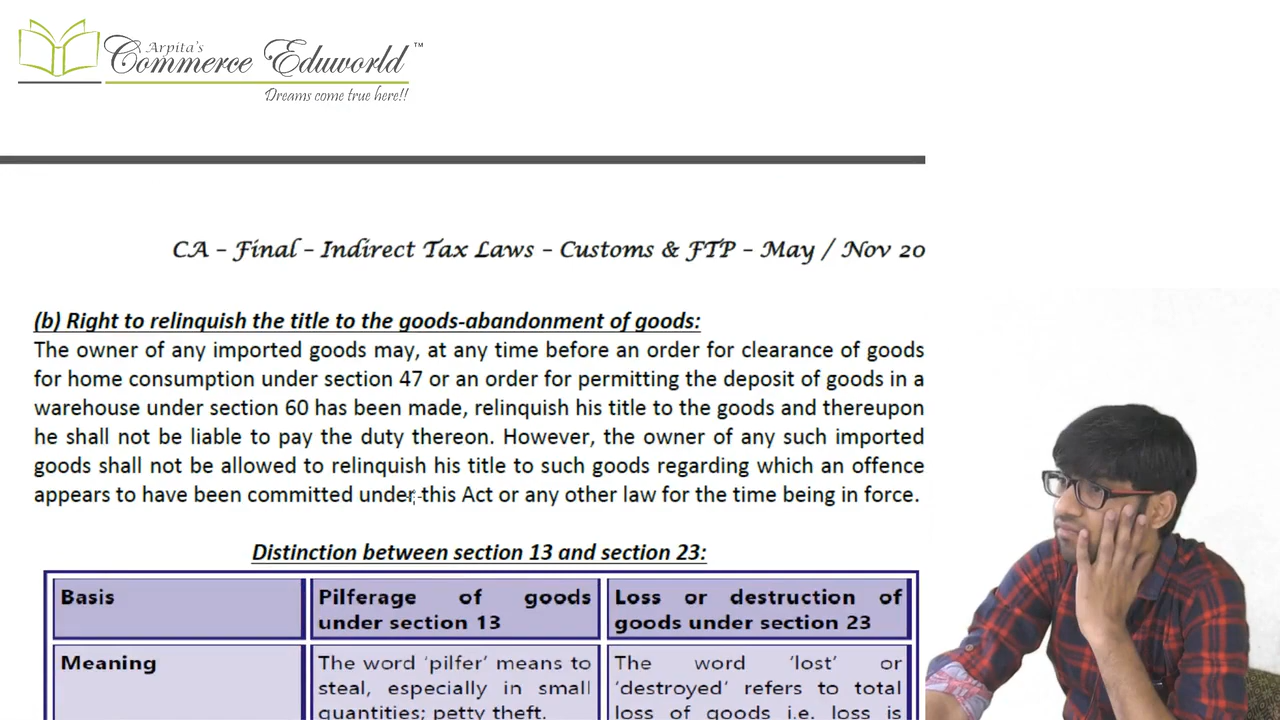 Arpita's
Commerce Eduworld™
Dreams come true here!!
CA – Final – Indirect Tax Laws – Customs & FTP – May / Nov 20
(b) Right to relinquish the title to the goods-abandonment of goods:
The owner of any imported goods may, at any time before an order for clearance of goods
for home consumption under section 47 or an order for permitting the deposit of goods in a
warehouse under section 60 has been made, relinquish his title to the goods and thereupon
he shall not be liable to pay the duty thereon. However, the owner of any such imported
goods shall not be allowed to relinquish his title to such goods regarding which an offence
appears to have been committed under this Act or any other law for the time being in force.
Distinction between section 13 and section 23:
Basis
Pilferage of goods
under section 13
Loss or destruction of
goods under section 23
Meaning
The word 'pilfer' means to
steal, especially in small
quantities; petty theft.
The word 'lost' or
'destroyed' refers to total
loss of goods i.e. loss is